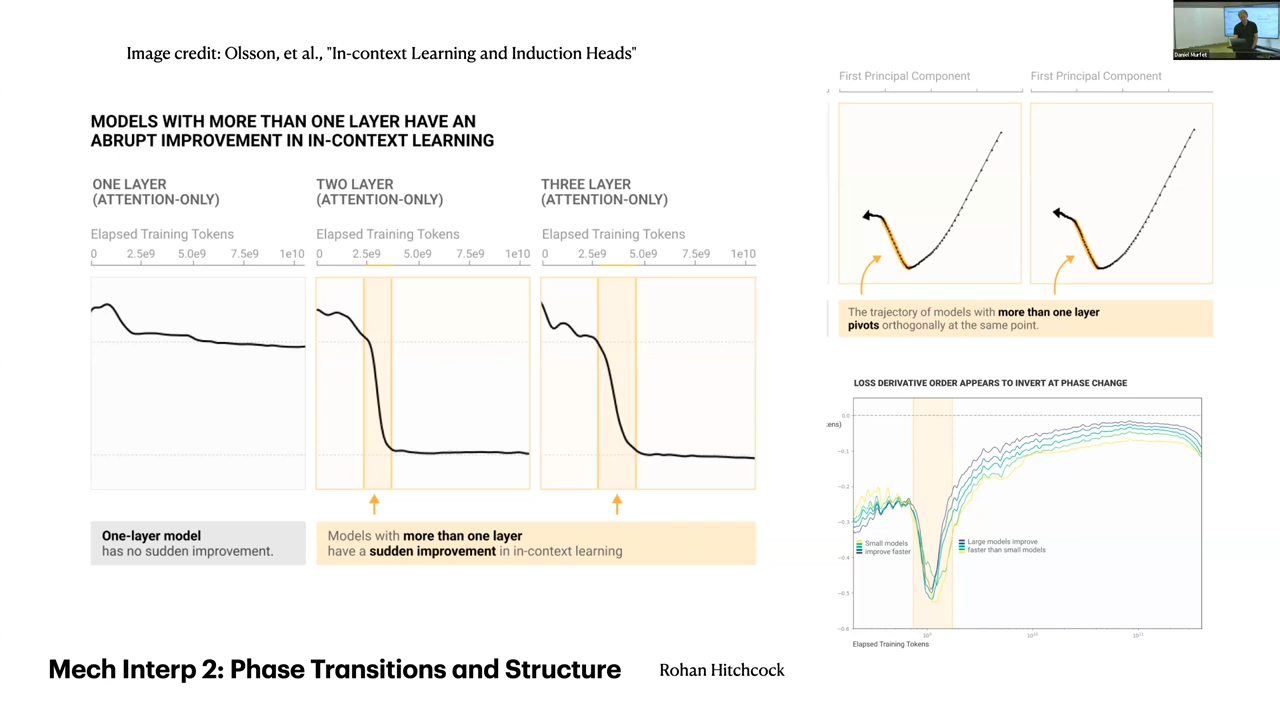 Image credit: Olsson, et al., "In-context Learning and Induction Heads"
Daniel Murfet
MODELS WITH MORE THAN ONE LAYER HAVE AN
ABRUPT IMPROVEMENT IN IN-CONTEXT LEARNING
ONE LAYER
(ATTENTION-ONLY)
Elapsed Training Tokens
0 2.5e9 5.0e9 7.5e9 1e10
TWO LAYER
(ATTENTION-ONLY)
Elapsed Training Tokens
0 2.5e9 5.0e9 7.5e9 1e10
THREE LAYER
(ATTENTION-ONLY)
Elapsed Training Tokens
0 2.5e9 5.0e9 7.5e9 1e10
One-layer model
has no sudden improvement.
Models with more than one layer
have a sudden improvement in in-context learning
First Principal Component
First Principal Component
The trajectory of models with more than one layer
pivots orthogonally at the same point.
LOSS DERIVATIVE ORDER APPEARS TO INVERT AT PHASE CHANGE
kens)
0.0
−0.1
−0.2
−0.3
−0.4
−0.5
−0.6
Small models
improve faster
Large models improve
faster than small models
10⁹ 10¹⁰ 10¹¹
Elapsed Training Tokens
Mech Interp 2: Phase Transitions and Structure
Rohan Hitchcock